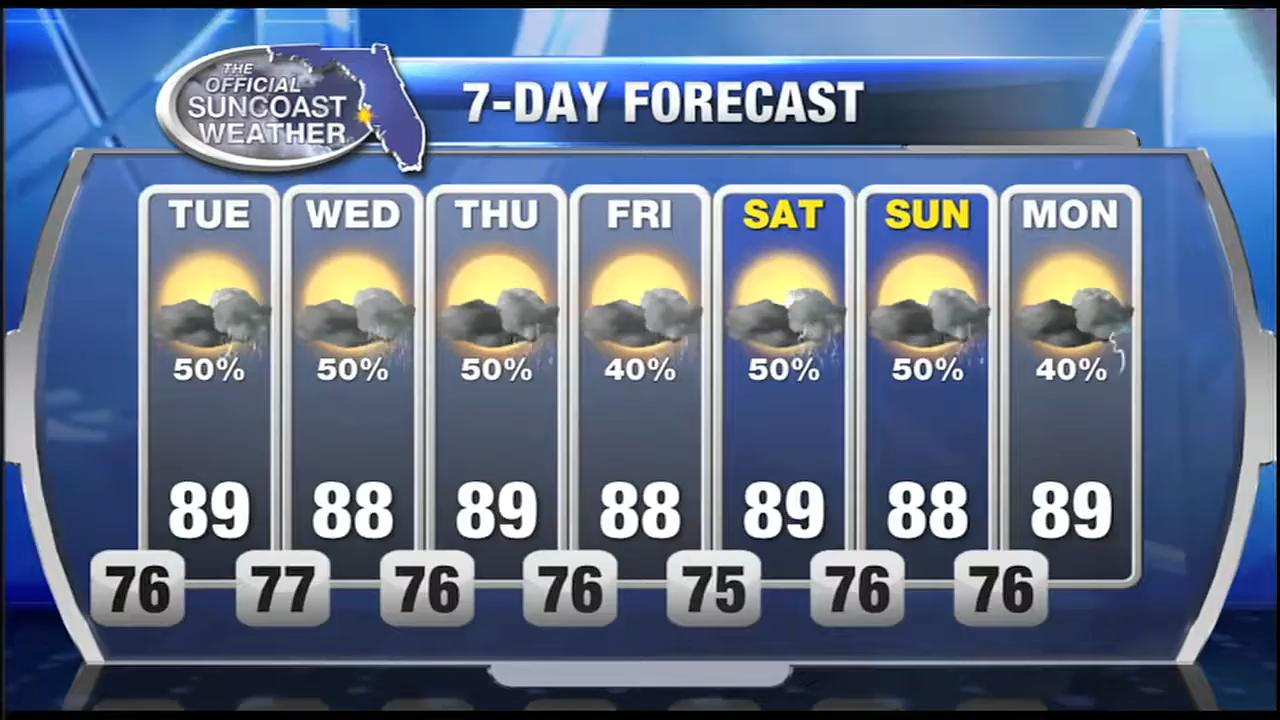 THE
OFFICIAL
SUNCOAST
WEATHER
7-DAY FORECAST
TUE WED THU FRI SAT SUN MON
50% 50% 50% 40% 50% 50% 40%
89 88 89 88 89 88 89
76 77 76 76 75 76 76